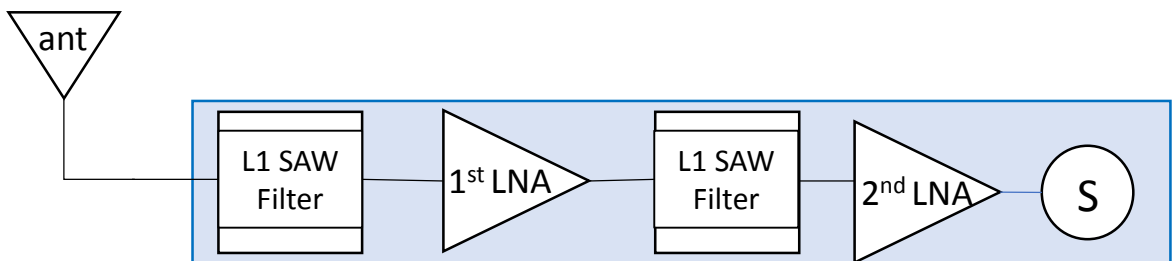 ant
L1 SAW
Filter
1st LNA
L1 SAW
Filter
2nd LNA
S